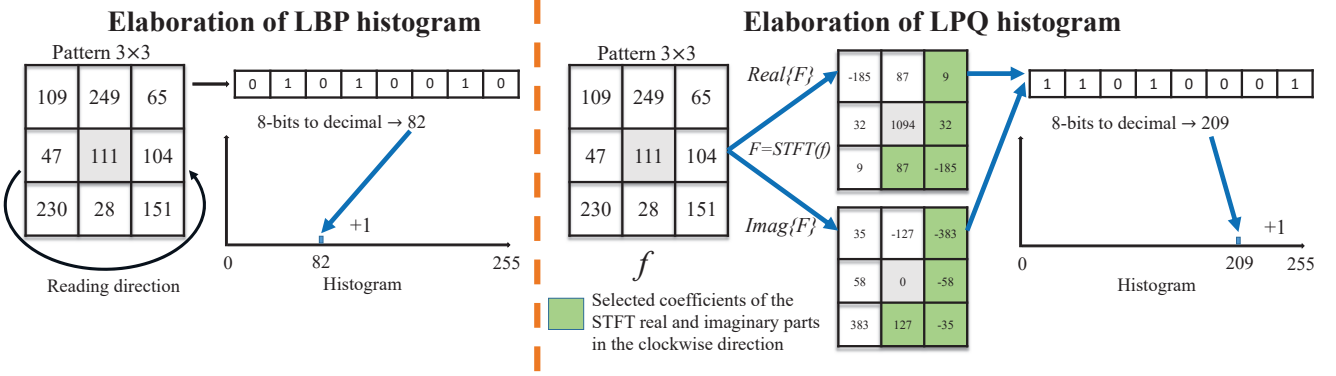 Elaboration of LBP histogram
Pattern 3×3
109 249 65
47 111 104
230 28 151
Reading direction
0 1 0 1 0 0 1 0
8-bits to decimal → 82
+1
0 82 255
Histogram
Elaboration of LPQ histogram
Pattern 3×3
109 249 65
47 111 104
230 28 151
f
Real{F}
F=STFT(f)
Imag{F}
-185 87 9
32 1094 32
9 87 -185
35 -127 -383
58 0 -58
383 127 -35
Selected coefficients of the
STFT real and imaginary parts
in the clockwise direction
1 1 0 1 0 0 0 1
8-bits to decimal → 209
+1
0 209 255
Histogram